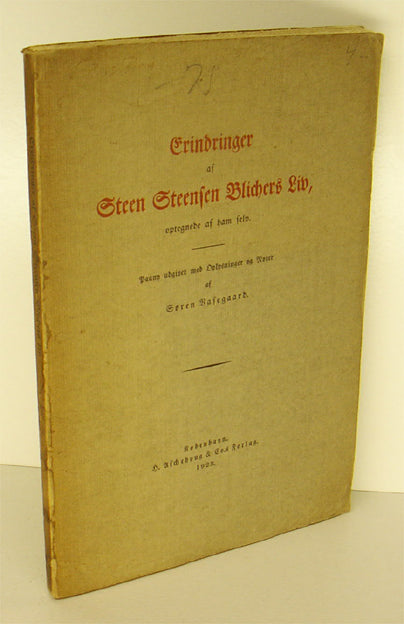 Erindringer
af
Steen Steensen Blichers Liv,
optegnede af ham selv.
Paany udgivet med Oplysninger og Noter
af
Søren Vasegaard.
København.
H. Aschehoug & Co.s Forlag.